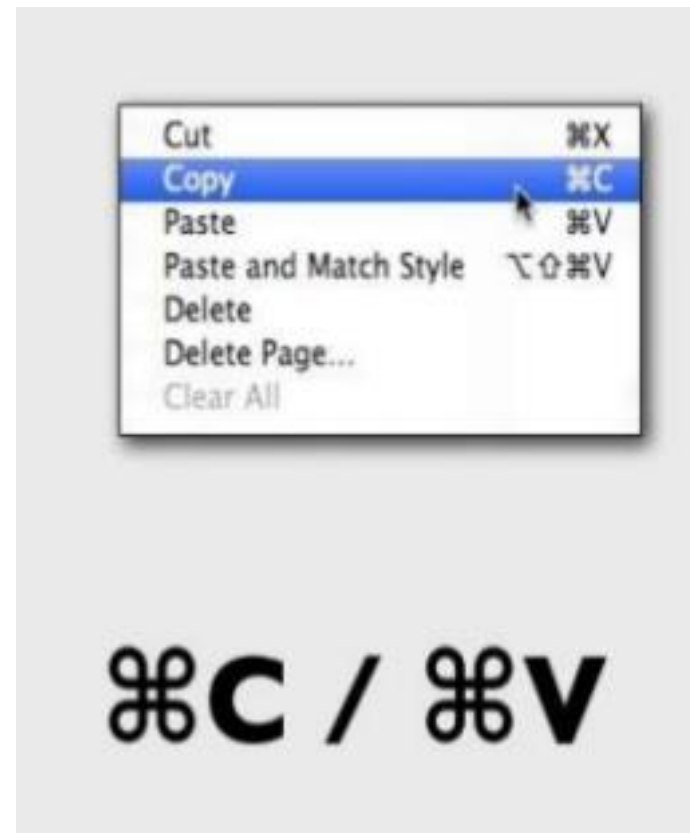 Cut ⌘X
Copy ⌘C
Paste ⌘V
Paste and Match Style ⌥⇧⌘V
Delete
Delete Page...
Clear All
⌘C / ⌘V